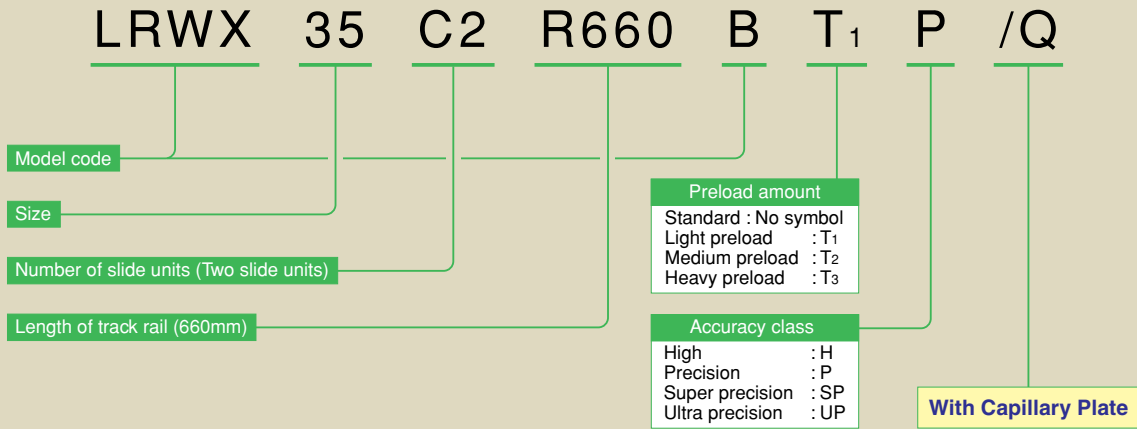 LRWX 35 C2 R660 B T1 P /Q
Model code
Size
Number of slide units (Two slide units)
Length of track rail (660mm)
Preload amount
Standard : No symbol
Light preload : T1
Medium preload : T2
Heavy preload : T3
Accuracy class
High : H
Precision : P
Super precision : SP
Ultra precision : UP
With Capillary Plate